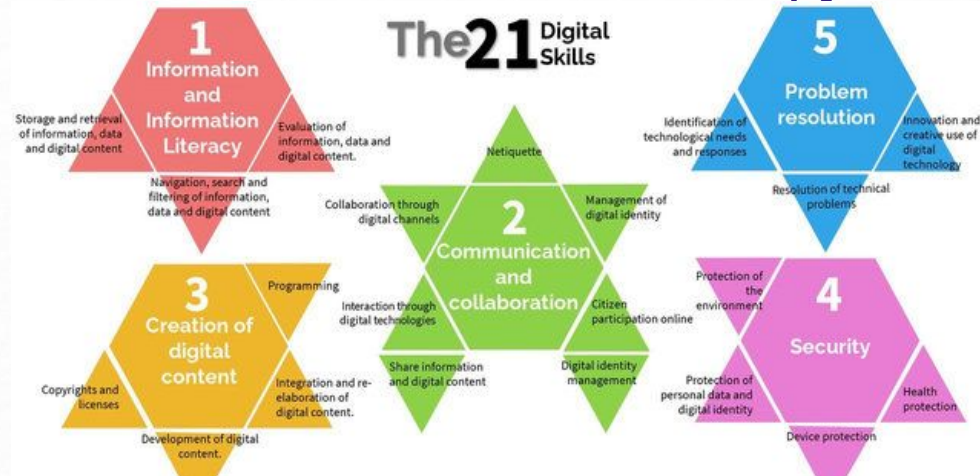 The 21 Digital
Skills
1
Information
and
Information
Literacy
Storage and retrieval
of information, data
and digital content
Evaluation of
information, data and
digital content.
Navigation, search and
filtering of information,
data and digital content
2
Communication
and
collaboration
Netiquette
Collaboration through
digital channels
Management of
digital identity
Interaction through
digital technologies
Citizen
participation online
Share information
and digital content
Digital identity
management
3
Creation of
digital
content
Programming
Copyrights and
licenses
Integration and re-
elaboration of
digital content.
Development of digital
content.
5
Problem
resolution
Identification of
technological needs
and responses
Innovation and
creative use of
digital
technology
Resolution of technical
problems
4
Security
Protection of
the
environment
Protection of
personal data and
digital identity
Health
protection
Device protection